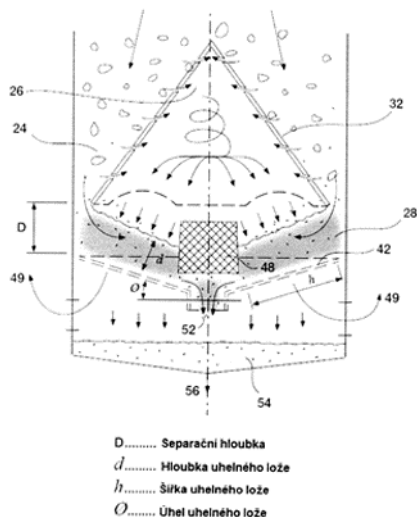 26
32
24
D
28
42
d
48
49
O
h
49
52
56
54
D......... Separační hloubka
d......... Hloubka uhelného lože
h......... Šířka uhelného lože
O......... Úhel uhelného lože